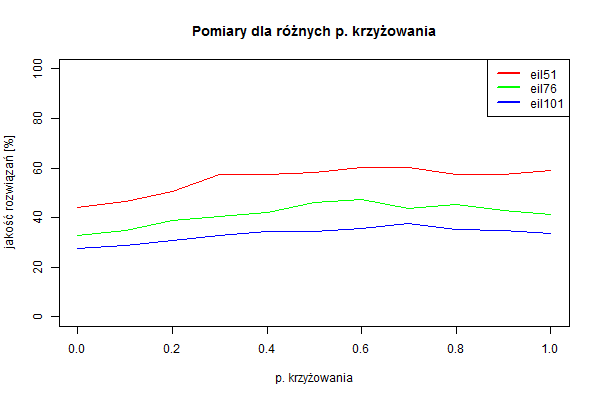 Pomiary dla różnych p. krzyżowania
eil51
eil76
eil101
jakość rozwiązań [%]
100
80
60
40
20
0
0.0 0.2 0.4 0.6 0.8 1.0
p. krzyżowania